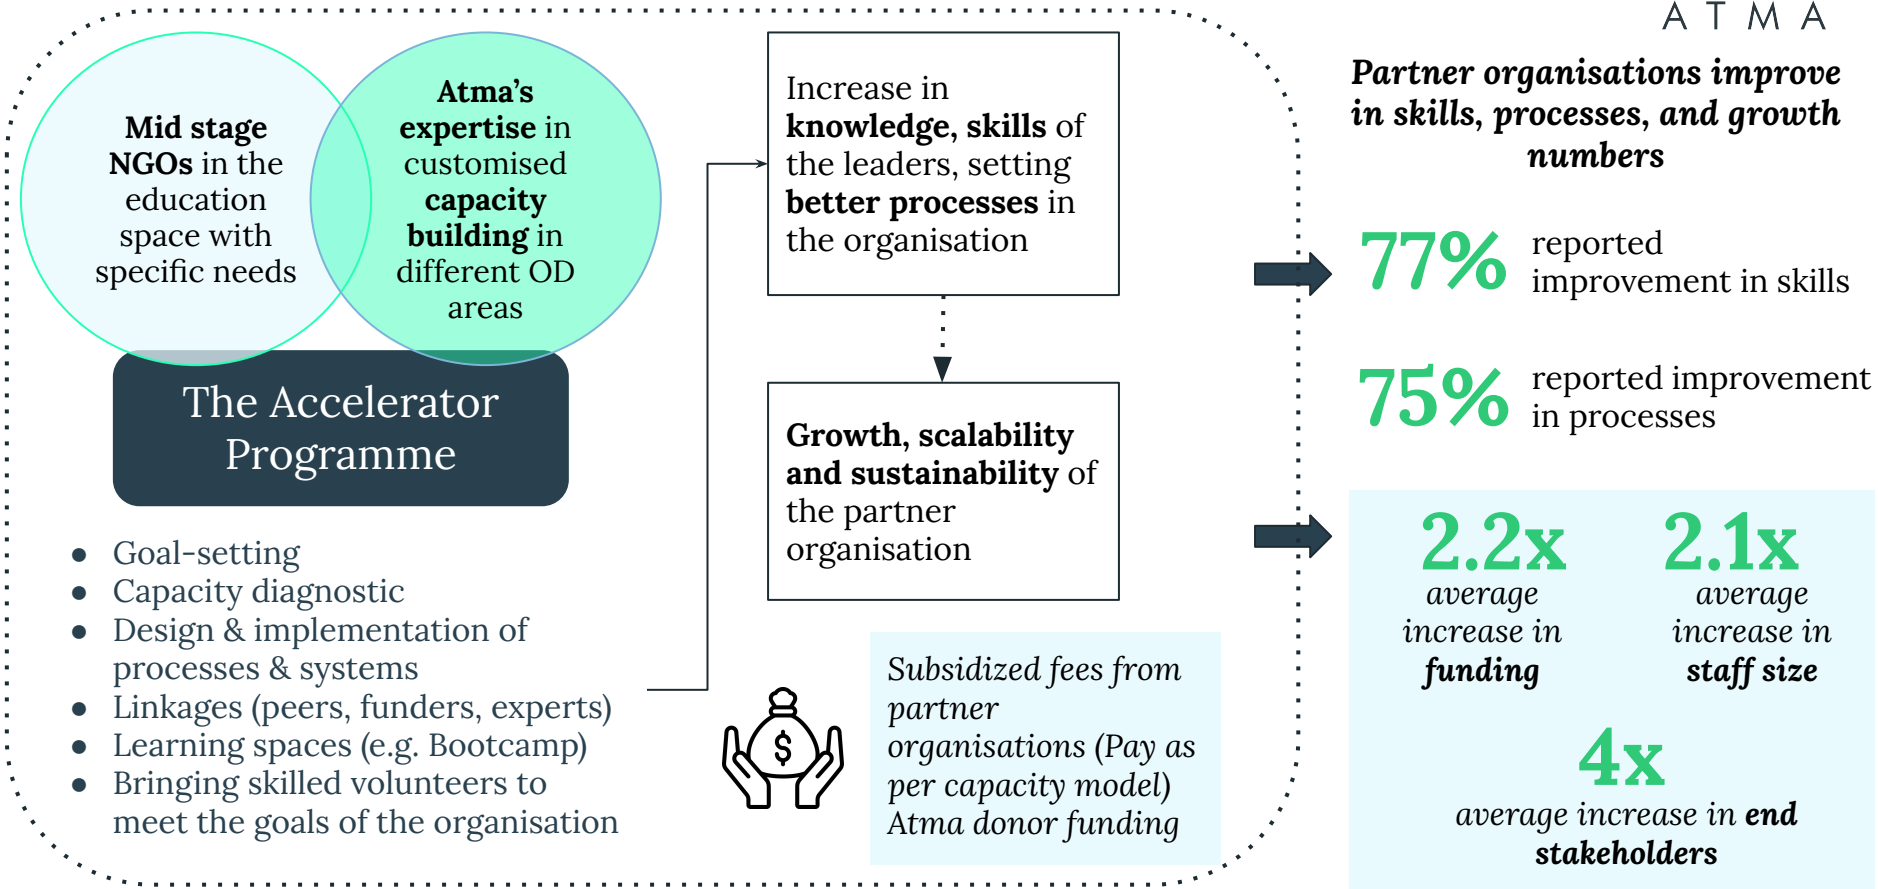 ATMA
Mid stage
NGOs in the
education
space with
specific needs
Atma’s
expertise in
customised
capacity
building in
different OD
areas
The Accelerator
Programme
● Goal-setting
● Capacity diagnostic
● Design & implementation of
processes & systems
● Linkages (peers, funders, experts)
● Learning spaces (e.g. Bootcamp)
● Bringing skilled volunteers to
meet the goals of the organisation
Increase in
knowledge, skills of
the leaders, setting
better processes in
the organisation
Growth, scalability
and sustainability of
the partner
organisation
$
Subsidized fees from
partner
organisations (Pay as
per capacity model)
Atma donor funding
Partner organisations improve
in skills, processes, and growth
numbers
77%
reported
improvement in skills
75%
reported improvement
in processes
2.2x
average
increase in
funding
2.1x
average
increase in
staff size
4x
average increase in end
stakeholders